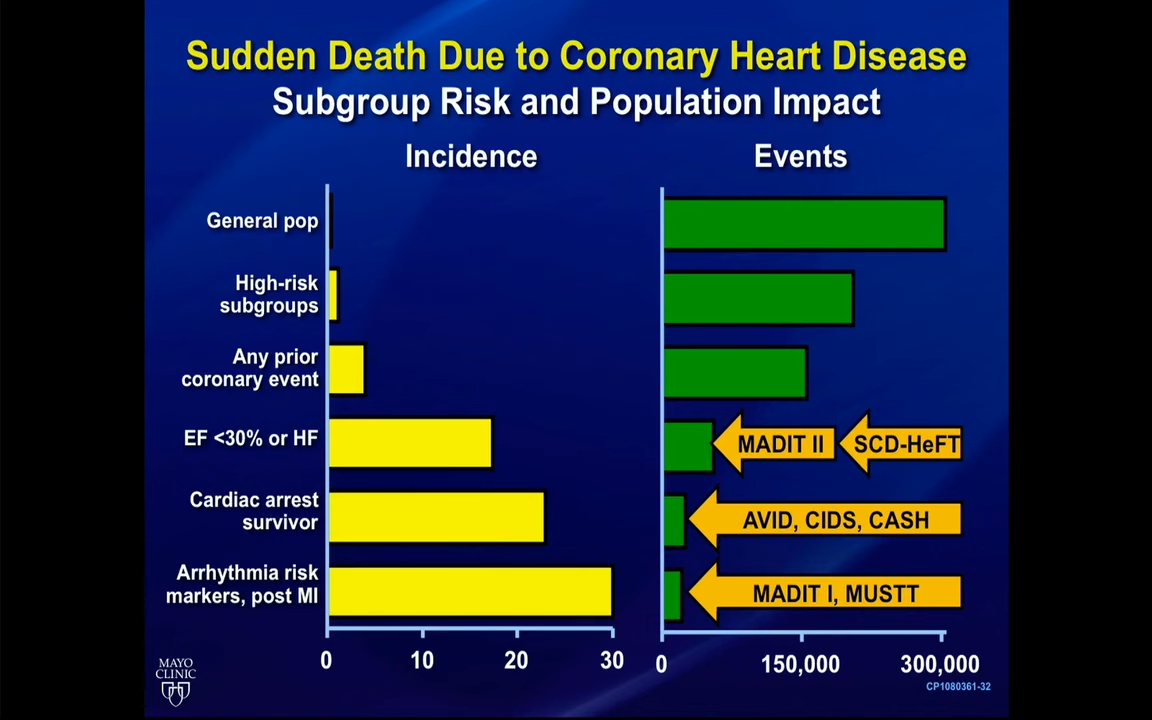 Sudden Death Due to Coronary Heart Disease
Subgroup Risk and Population Impact
Incidence
Events
General pop
High-risk
subgroups
Any prior
coronary event
EF <30% or HF
MADIT II
SCD-HeFT
Cardiac arrest
survivor
AVID, CIDS, CASH
Arrhythmia risk
markers, post MI
MADIT I, MUSTT
0 10 20 30
0 150,000 300,000
MAYO
CLINIC
CP1080361-32